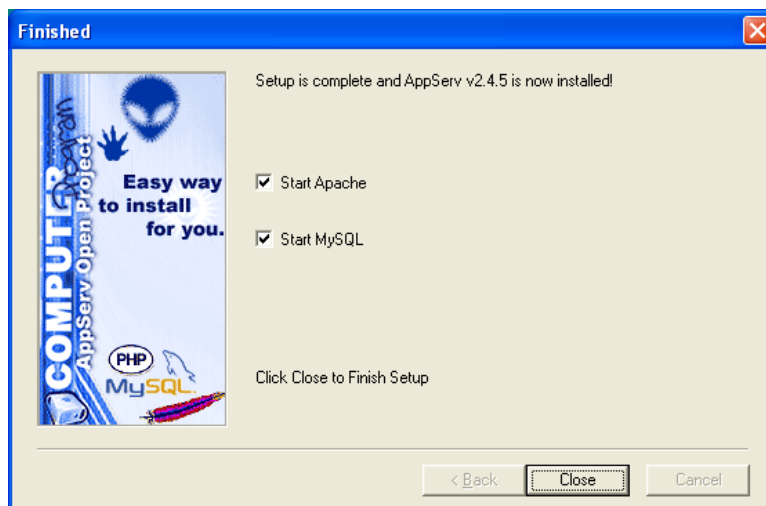 Finished
COMPUTER
Program
AppServ Open Project
Easy way
to install
for you.
PHP
MySQL
Setup is complete and AppServ v2.4.5 is now installed!
Start Apache
Start MySQL
Click Close to Finish Setup
< Back
Close
Cancel